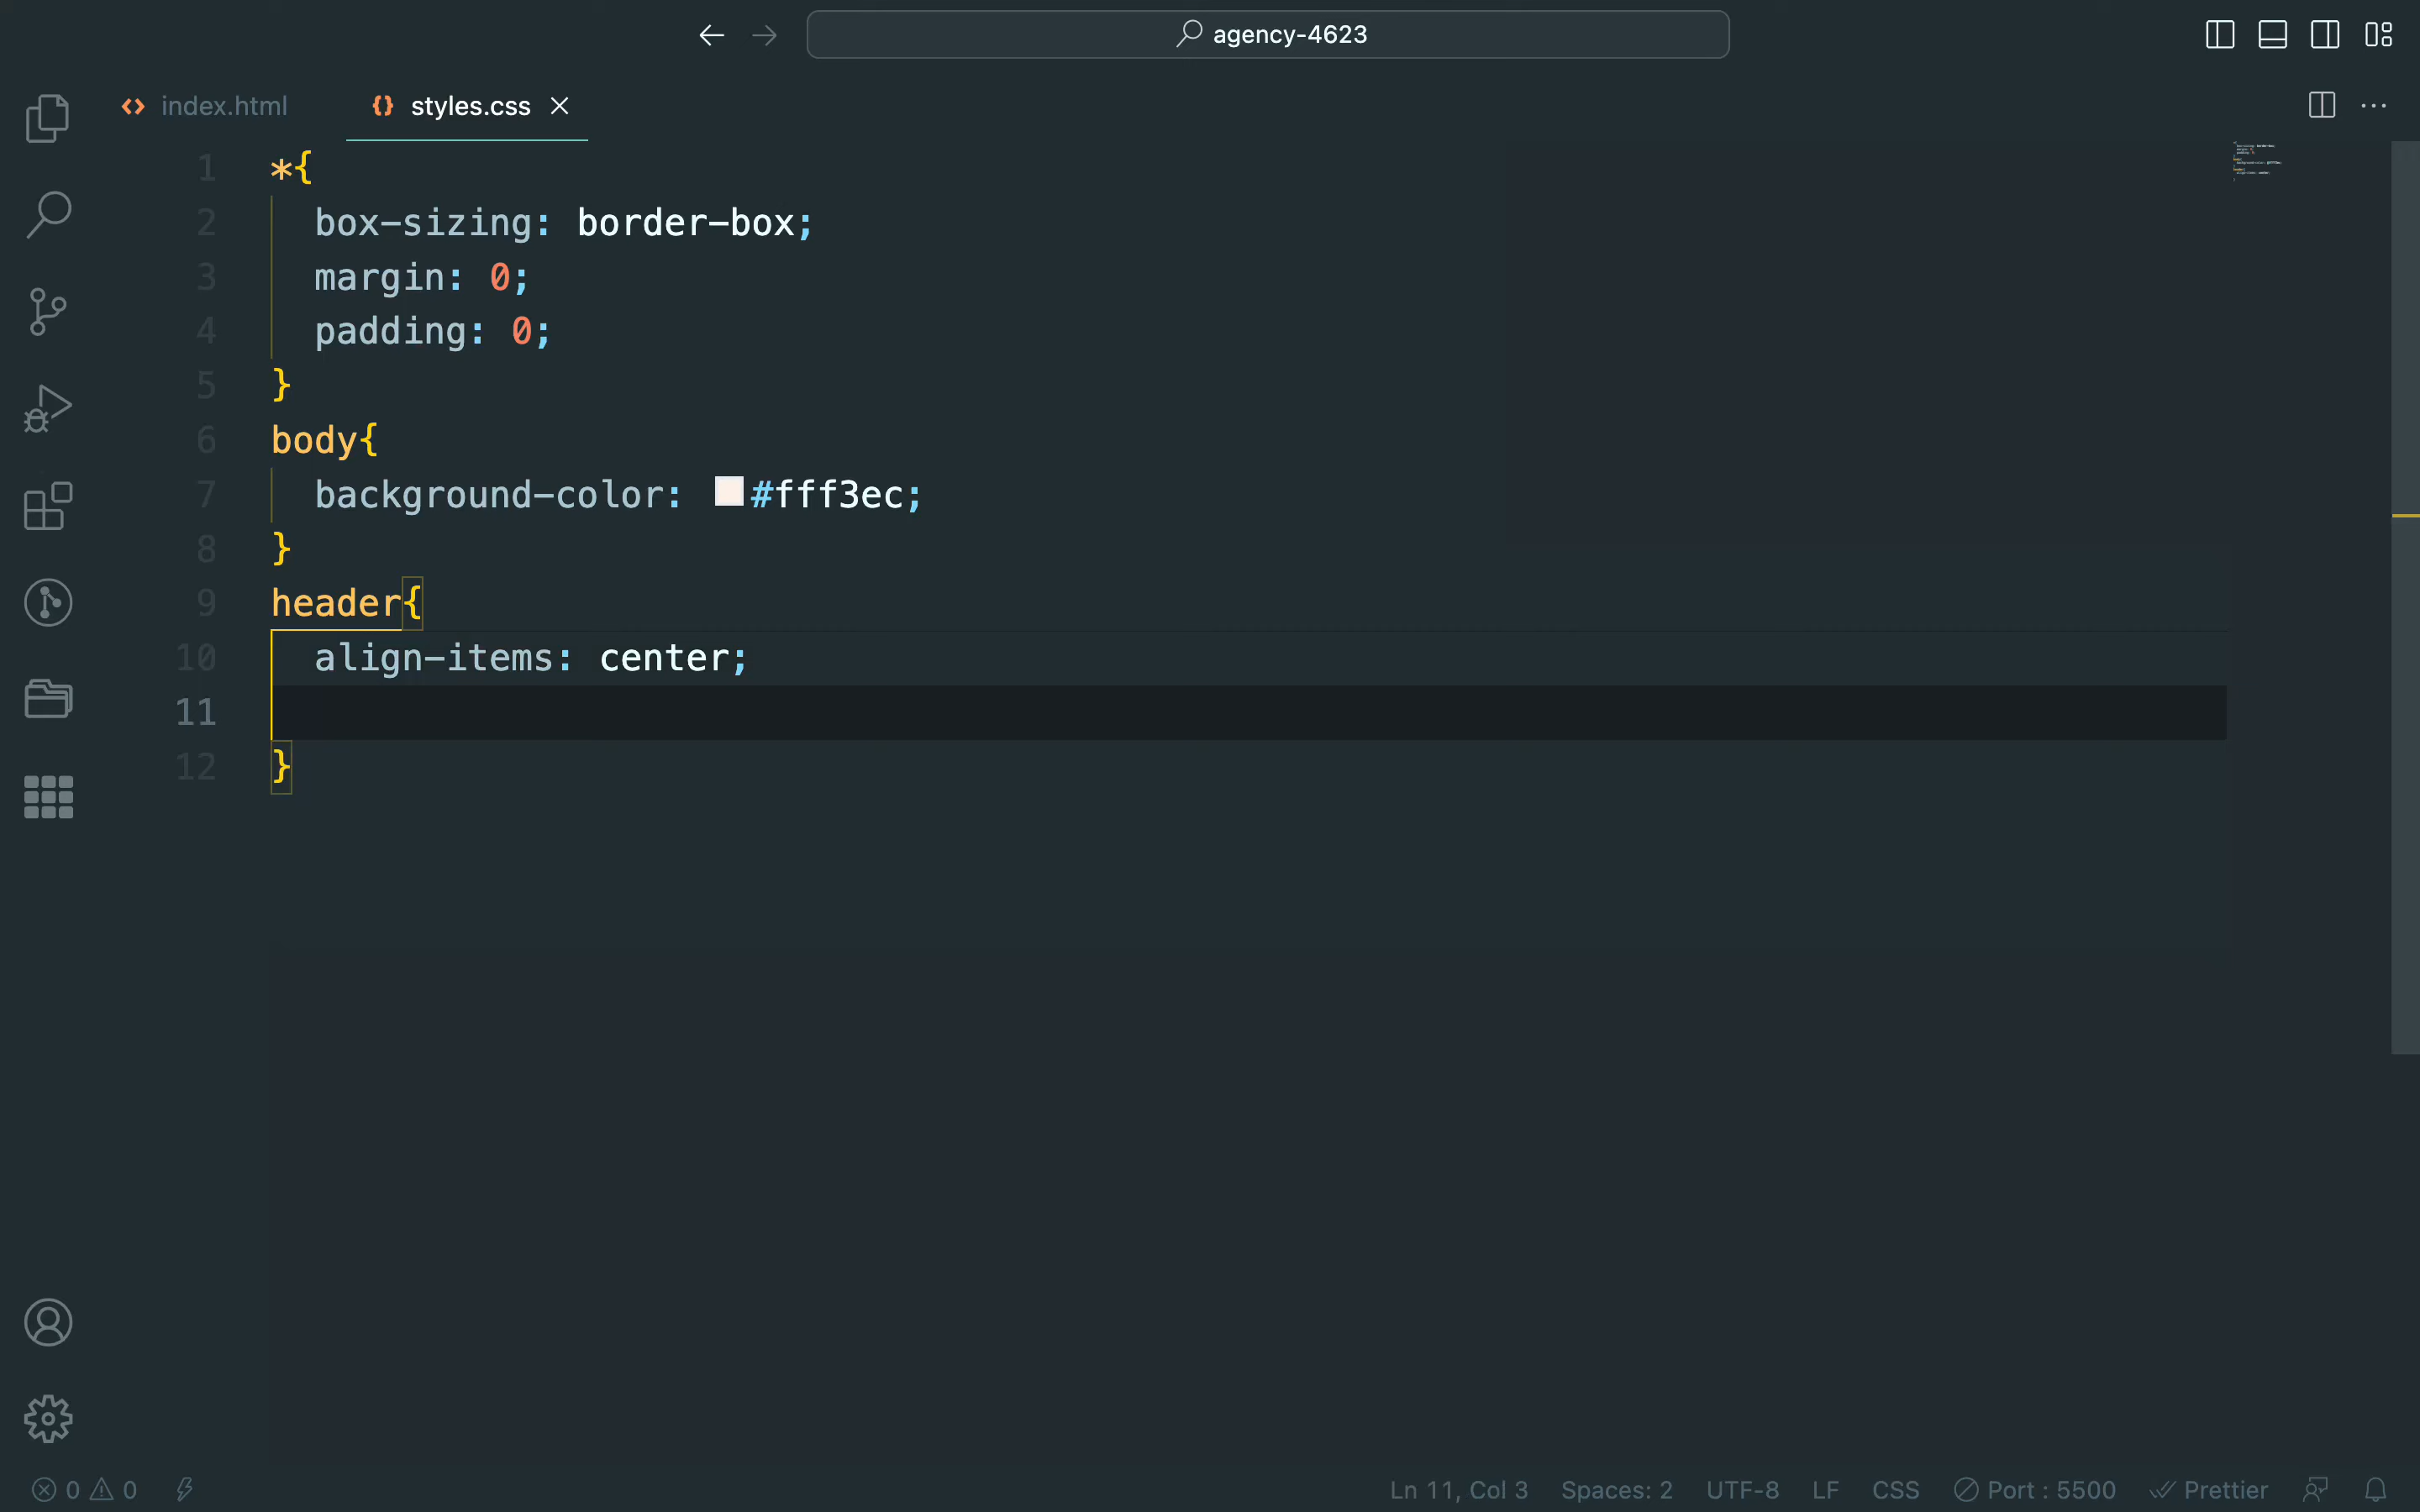 agency-4623
index.html
styles.css
1 *{
2 box-sizing: border-box;
3 margin: 0;
4 padding: 0;
5 }
6 body{
7 background-color: #fff3ec;
8 }
9 header{
10 align-items: center;
11
12 }
0 0 Ln 11, Col 3 Spaces: 2 UTF-8 LF CSS Port : 5500 Prettier